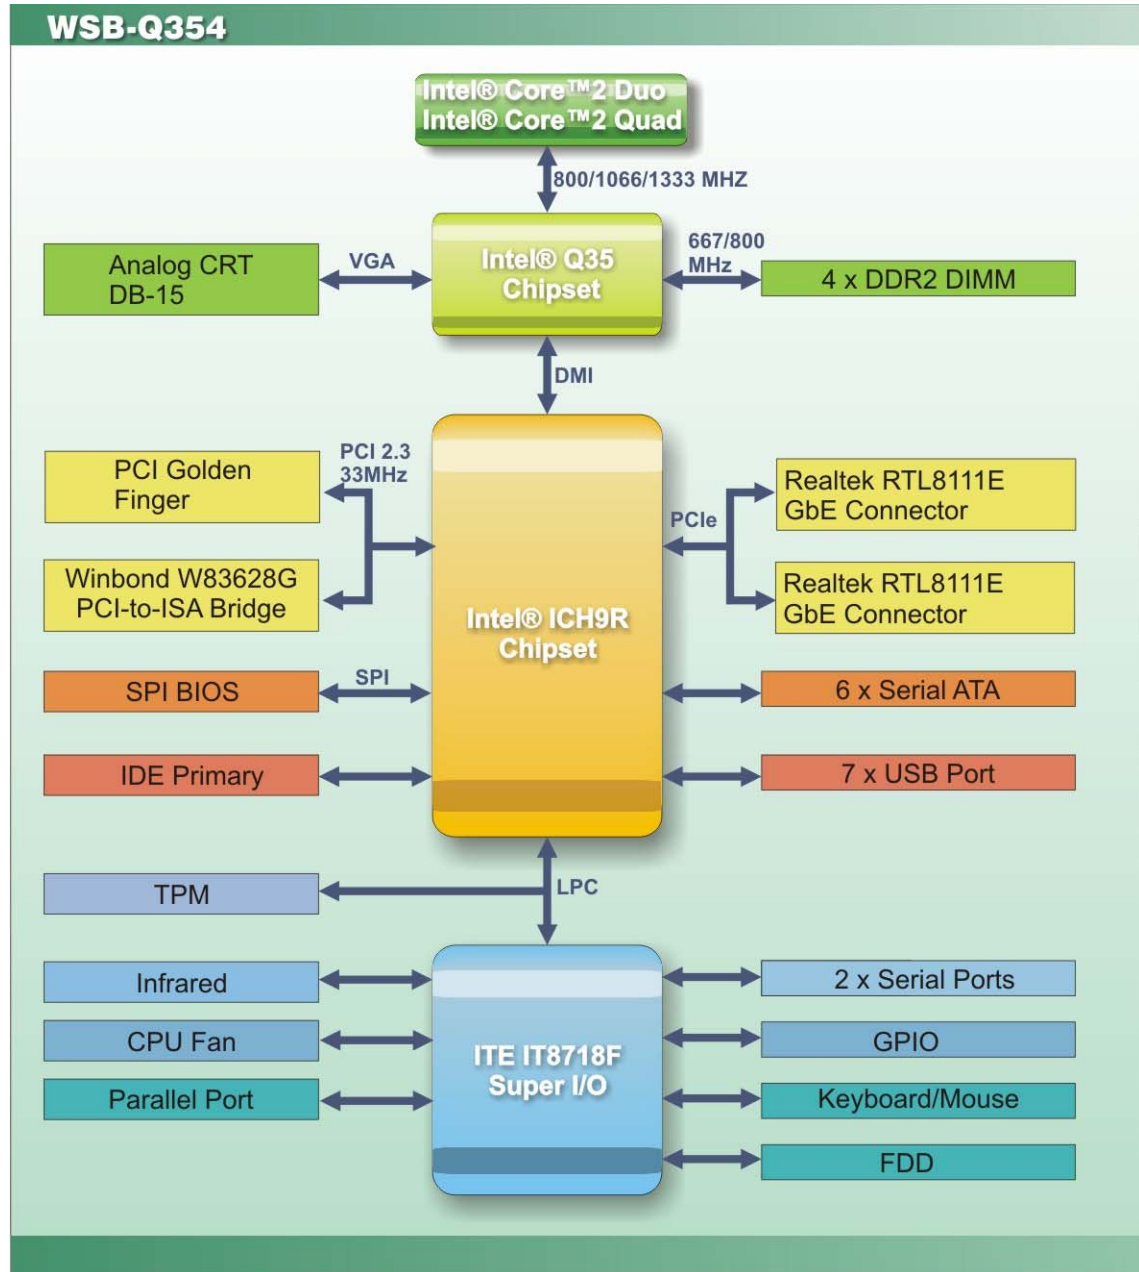 WSB-Q354
Intel® Core™2 Duo
Intel® Core™2 Quad
800/1066/1333 MHZ
Analog CRT
DB-15
VGA
Intel® Q35
Chipset
667/800
MHz
4 x DDR2 DIMM
DMI
PCI Golden
Finger
PCI 2.3
33MHz
Winbond W83628G
PCI-to-ISA Bridge
Intel® ICH9R
Chipset
PCIe
Realtek RTL8111E
GbE Connector
Realtek RTL8111E
GbE Connector
SPI BIOS
SPI
6 x Serial ATA
IDE Primary
7 x USB Port
TPM
LPC
Infrared
CPU Fan
Parallel Port
ITE IT8718F
Super I/O
2 x Serial Ports
GPIO
Keyboard/Mouse
FDD